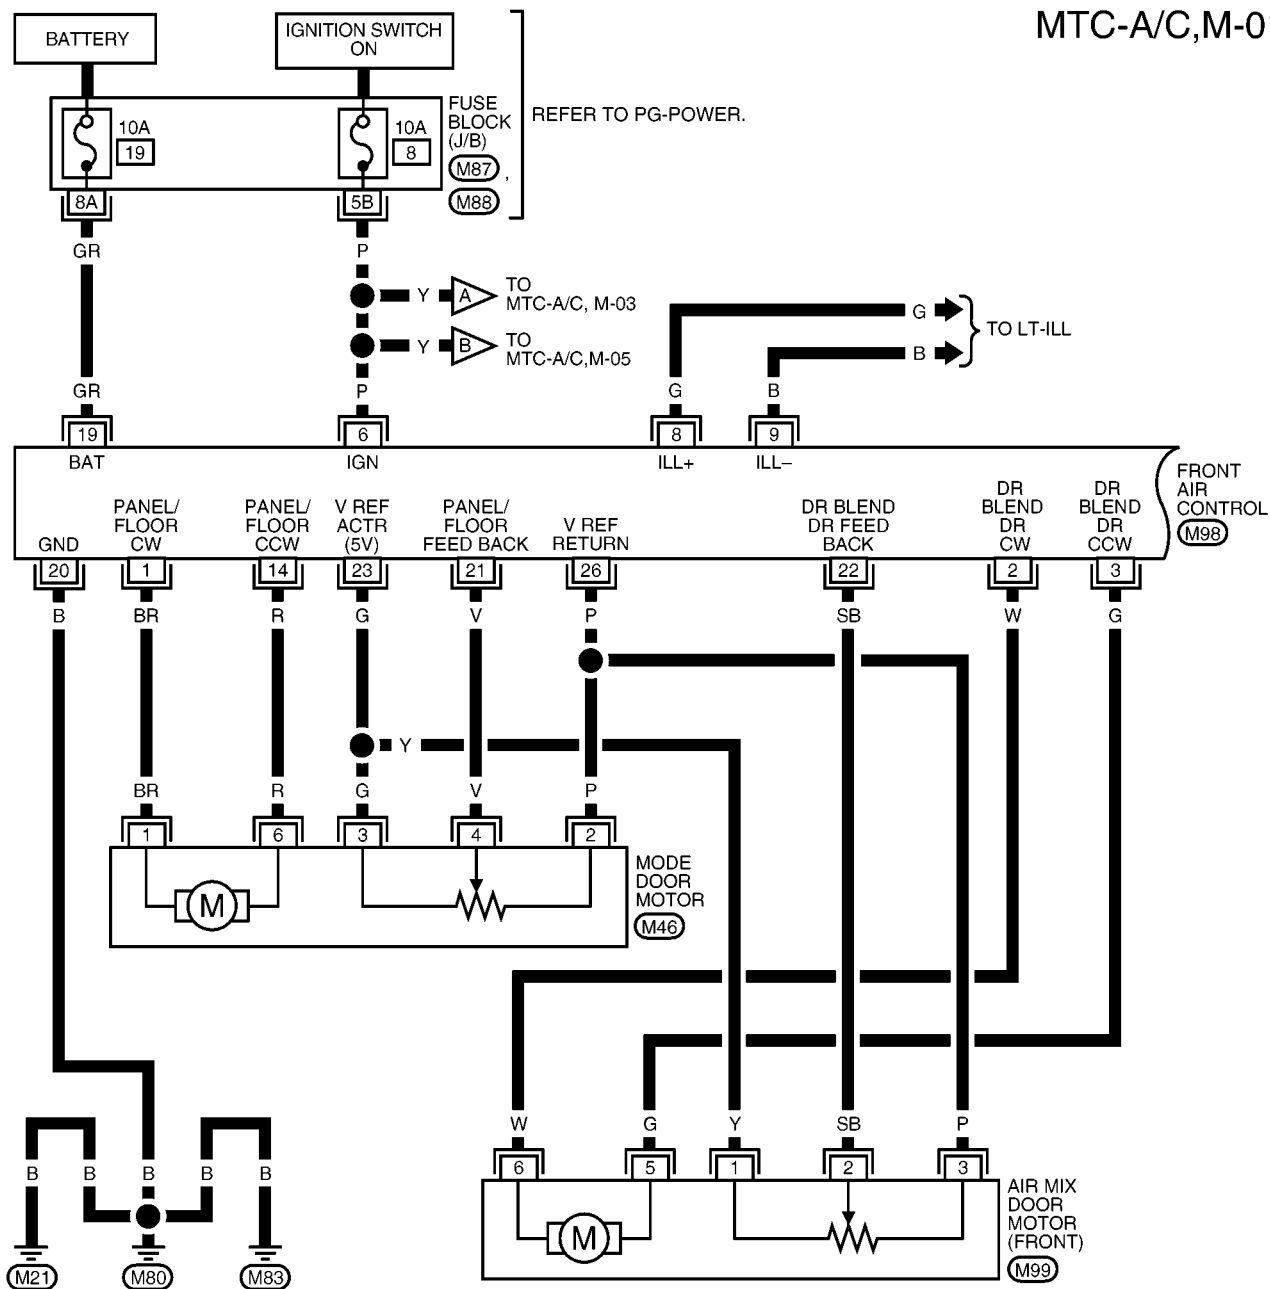 MTC-A/C,M-0
BATTERY
IGNITION SWITCH
ON
10A
19
10A
8
FUSE
BLOCK
(J/B)
M87 ,
M88
REFER TO PG-POWER.
8A
5B
GR
P
Y
A
TO
MTC-A/C, M-03
Y
B
TO
MTC-A/C,M-05
G
B
TO LT-ILL
GR
P
G
B
19
6
8
9
BAT
IGN
ILL+
ILL–
FRONT
AIR
CONTROL
M98
GND
PANEL/
FLOOR
CW
PANEL/
FLOOR
CCW
V REF
ACTR
(5V)
PANEL/
FLOOR
FEED BACK
V REF
RETURN
DR BLEND
DR FEED
BACK
DR
BLEND
DR
CW
DR
BLEND
DR
CCW
20
1
14
23
21
26
22
2
3
B
BR
R
G
V
P
SB
W
G
Y
BR
R
G
V
P
1
6
3
4
2
M
MODE
DOOR
MOTOR
M46
W
G
Y
SB
P
6
5
1
2
3
M
AIR MIX
DOOR
MOTOR
(FRONT)
M99
B
B
B
B
B
M21
M80
M83